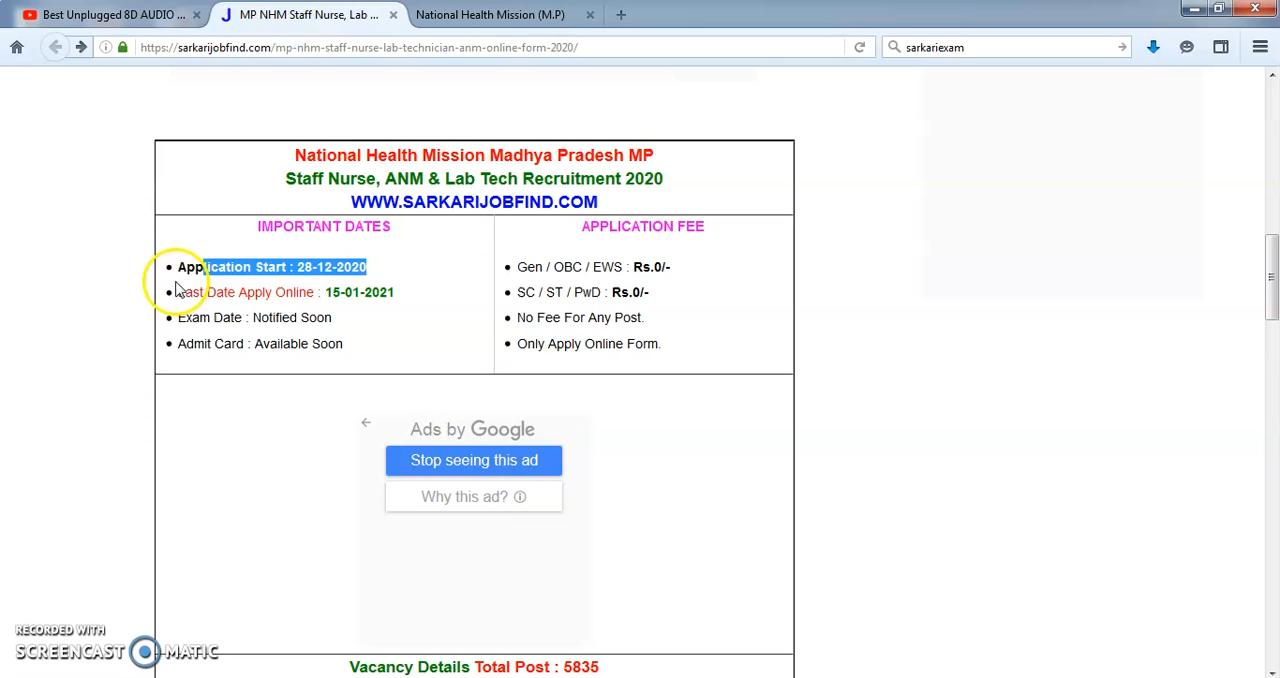 Best Unplugged 8D AUDIO ...
MP NHM Staff Nurse, Lab ...
National Health Mission (M.P)
https://sarkarijobfind.com/mp-nhm-staff-nurse-lab-technician-anm-online-form-2020/
sarkariexam
National Health Mission Madhya Pradesh MP
Staff Nurse, ANM & Lab Tech Recruitment 2020
WWW.SARKARIJOBFIND.COM
IMPORTANT DATES
• Application Start : 28-12-2020
• Last Date Apply Online : 15-01-2021
• Exam Date : Notified Soon
• Admit Card : Available Soon
APPLICATION FEE
• Gen / OBC / EWS : Rs.0/-
• SC / ST / PwD : Rs.0/-
• No Fee For Any Post.
• Only Apply Online Form.
Ads by Google
Stop seeing this ad
Why this ad?
RECORDED WITH
SCREENCAST MATIC
Vacancy Details Total Post : 5835